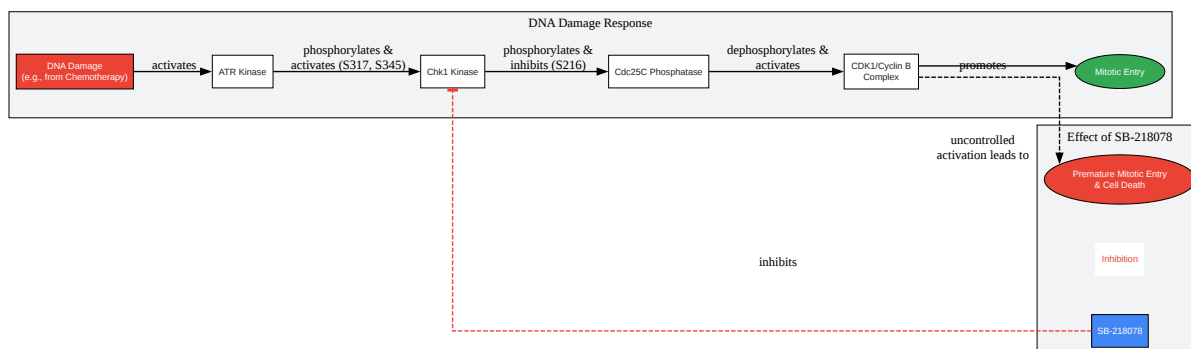 DNA Damage Response
DNA Damage
(e.g., from Chemotherapy)
activates
ATR Kinase
phosphorylates &
activates (S317, S345)
Chk1 Kinase
phosphorylates &
inhibits (S216)
Cdc25C Phosphatase
dephosphorylates &
activates
CDK1/Cyclin B
Complex
promotes
Mitotic Entry
uncontrolled
activation leads to
Effect of SB-218078
Premature Mitotic Entry
& Cell Death
inhibits
Inhibition
SB-218078